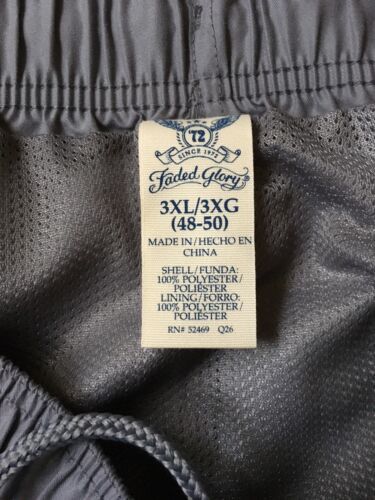 '72
SINCE 1972
Faded Glory®
3XL/3XG
(48-50)
MADE IN/HECHO EN
CHINA
SHELL/FUNDA:
100% POLYESTER/
POLIÉSTER
LINING/FORRO:
100% POLYESTER/
POLIÉSTER
RN# 52469 Q26